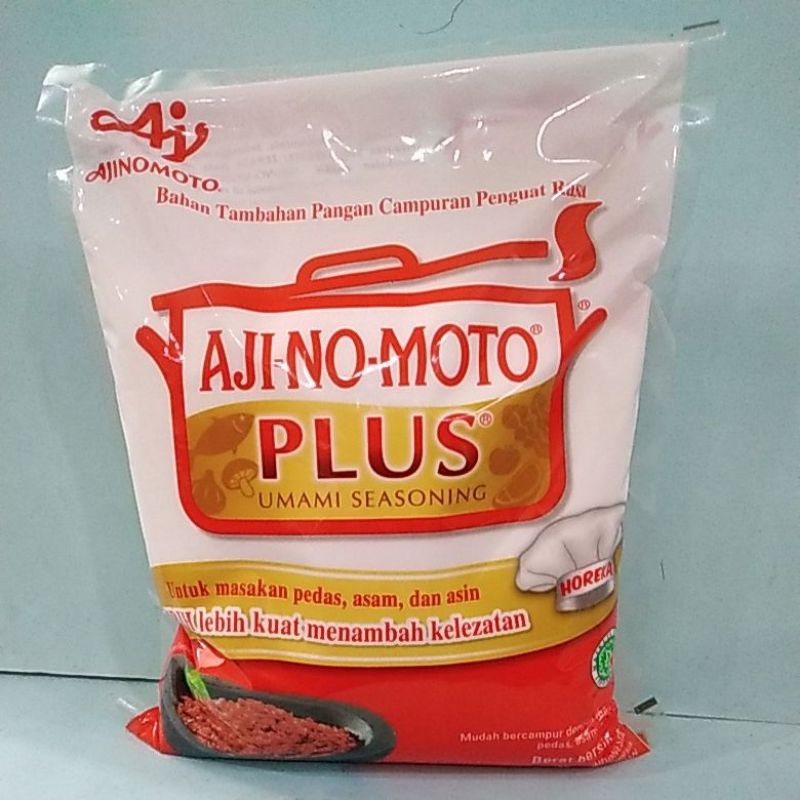 AJINOMOTO®
Bahan Tambahan Pangan Campuran Penguat Rasa
AJI-NO-MOTO®
PLUS®
UMAMI SEASONING
HOREKA
Untuk masakan pedas, asam, dan asin
lebih kuat menambah kelezatan
Mudah bercampur
pedas, asam
Berat bersih